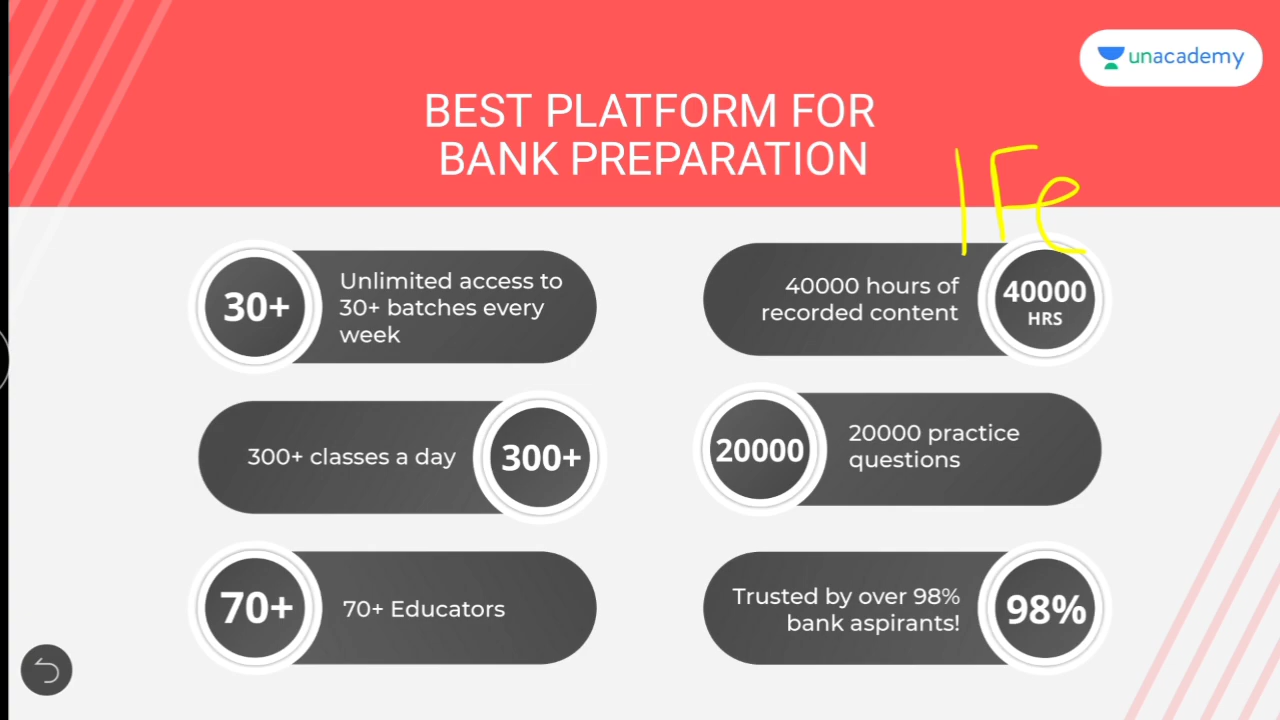 unacademy
BEST PLATFORM FOR
BANK PREPARATION
IFe
30+
Unlimited access to
30+ batches every
week
40000 hours of
recorded content
40000
HRS
300+ classes a day
300+
20000
20000 practice
questions
70+
70+ Educators
Trusted by over 98%
bank aspirants!
98%